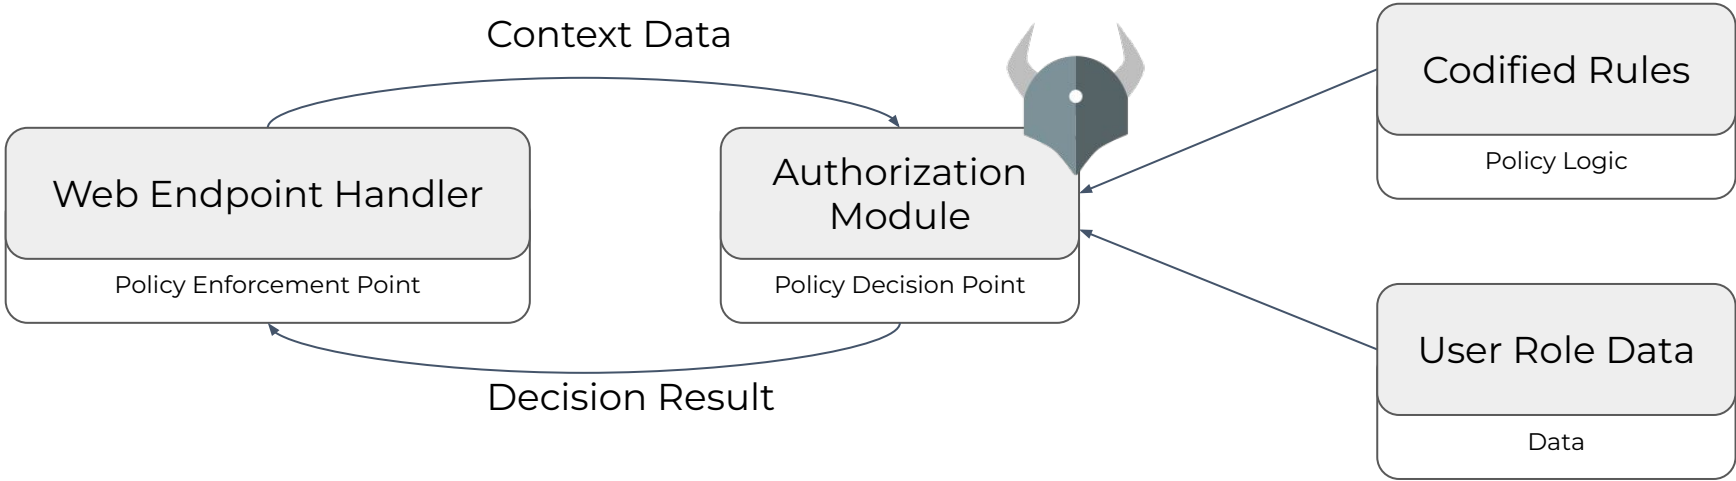 Context Data
Web Endpoint Handler
Policy Enforcement Point
Authorization
Module
Policy Decision Point
Decision Result
Codified Rules
Policy Logic
User Role Data
Data